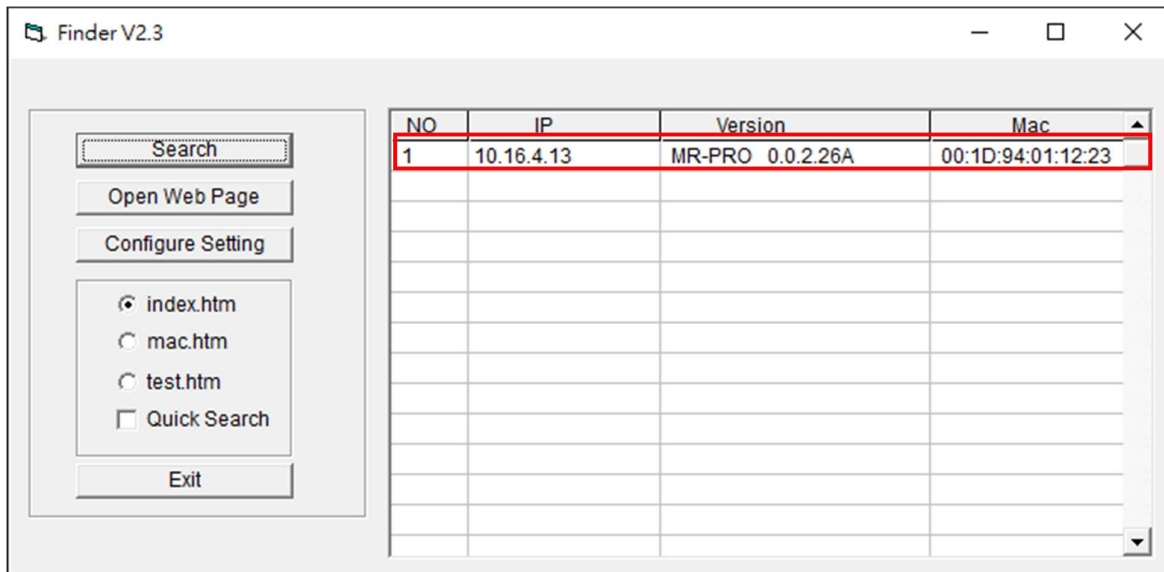 Finder V2.3
Search
Open Web Page
Configure Setting
index.htm
mac.htm
test.htm
Quick Search
Exit
NO IP Version Mac
1 10.16.4.13 MR-PRO 0.0.2.26A 00:1D:94:01:12:23